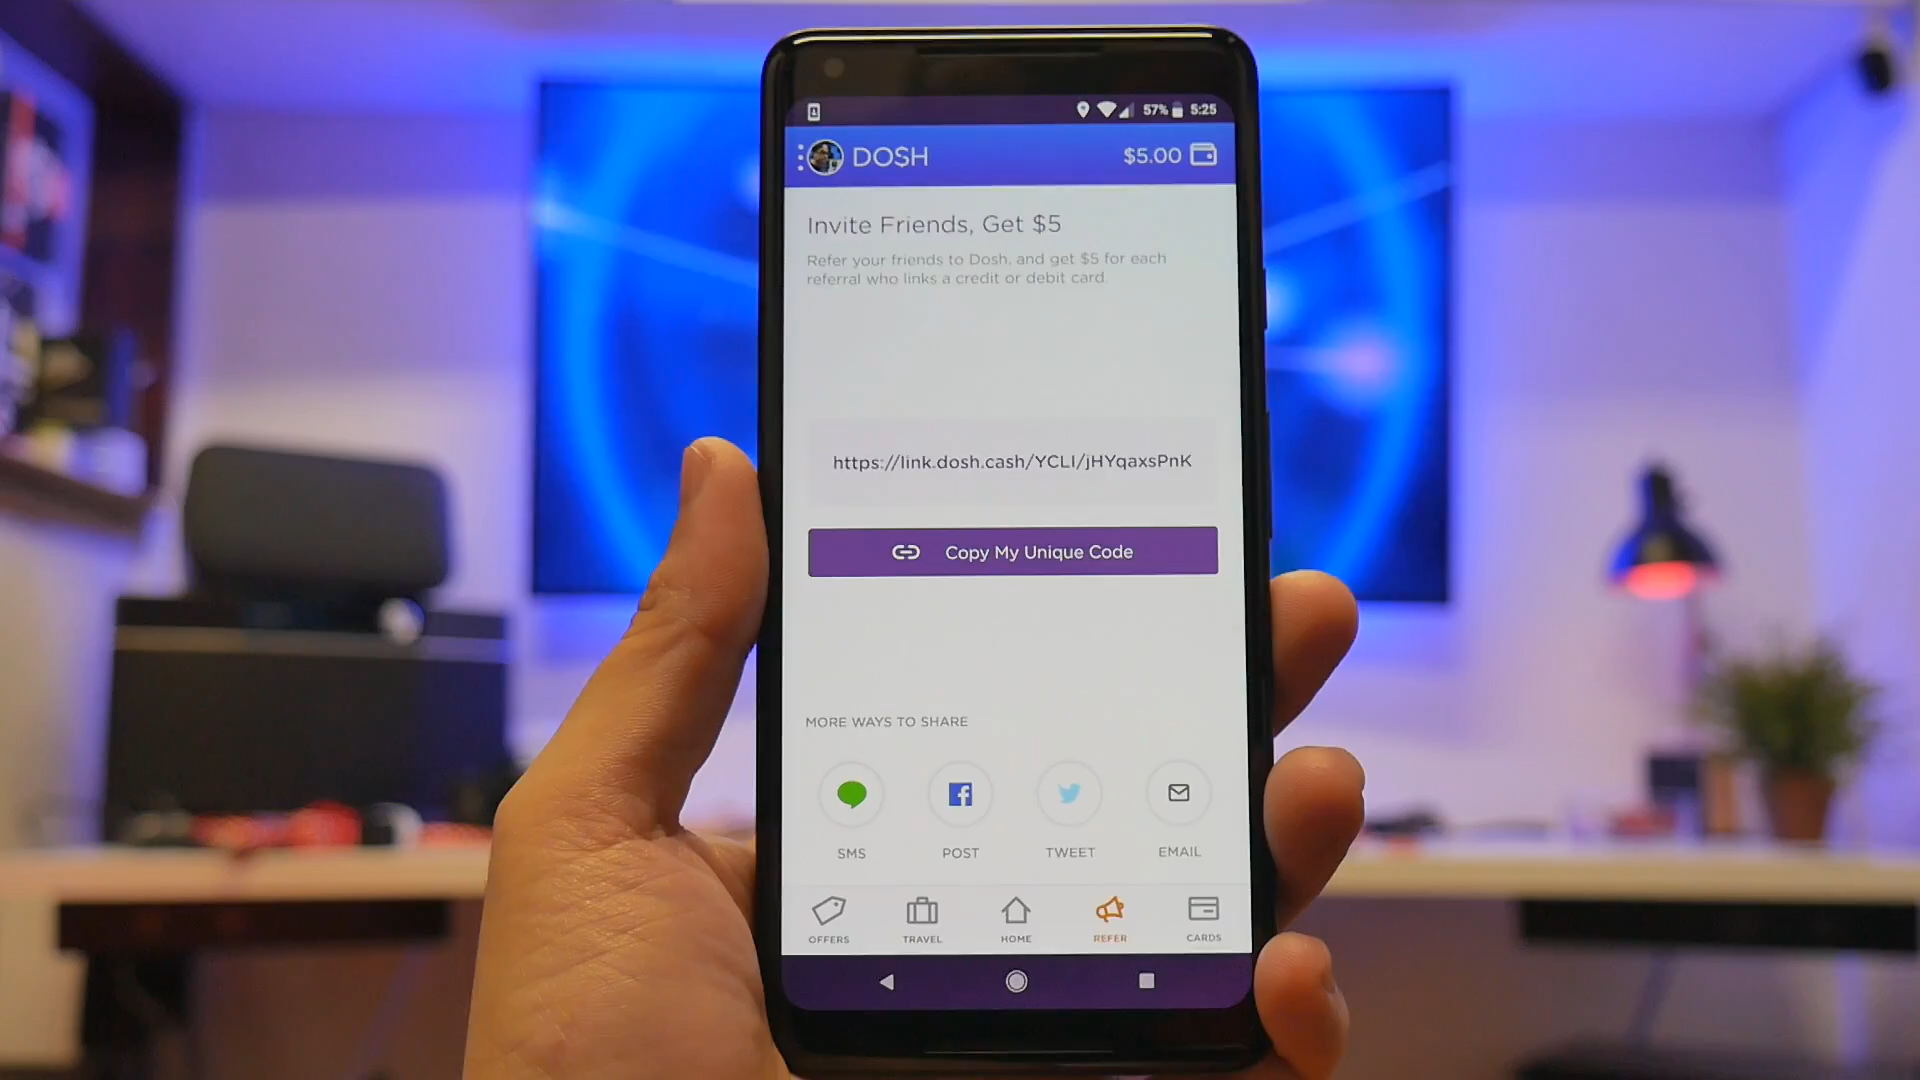 57% 5:25
DOSH $5.00
Invite Friends, Get $5
Refer your friends to Dosh, and get $5 for each
referral who links a credit or debit card.
https://link.dosh.cash/YCLI/jHYqaxsPnK
Copy My Unique Code
MORE WAYS TO SHARE
SMS POST TWEET EMAIL
OFFERS TRAVEL HOME REFER CARDS